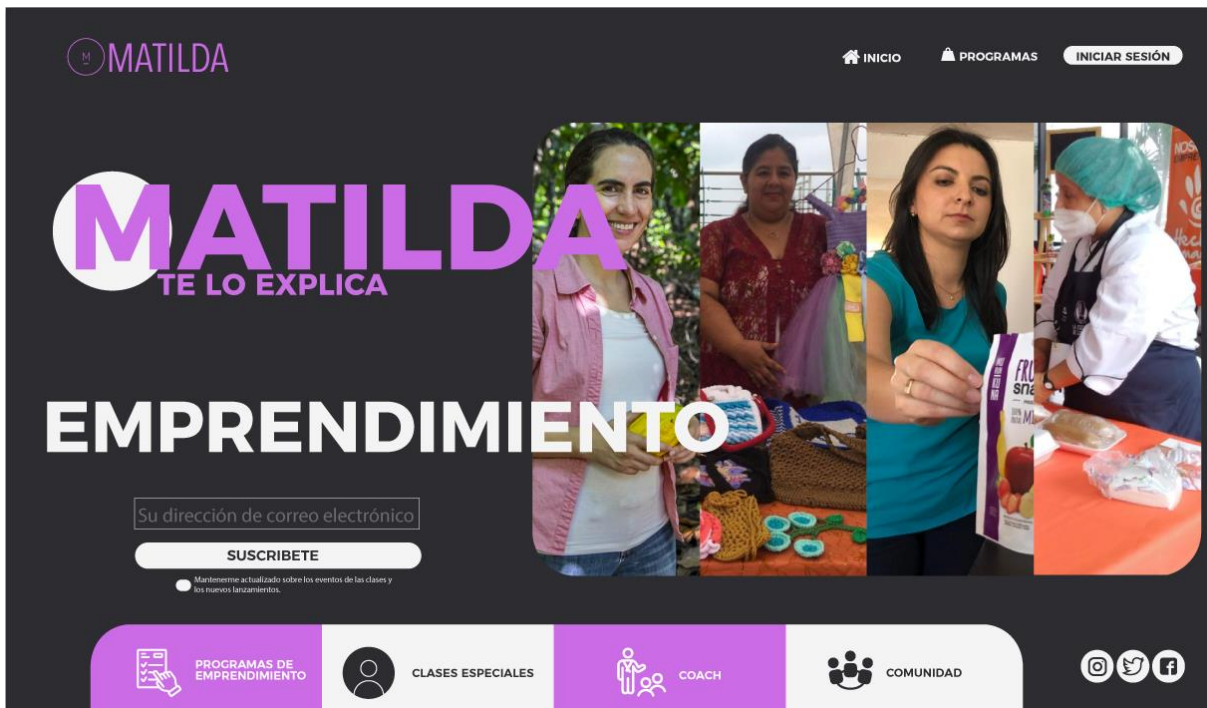 M
MATILDA
INICIO
PROGRAMAS
INICIAR SESIÓN
MATILDA
TE LO EXPLICA
EMPRENDIMIENTO
Su dirección de correo electrónico
SUSCRIBETE
Mantenerme actualizado sobre los eventos de las clases y
los nuevos lanzamientos.
PROGRAMAS DE
EMPRENDIMIENTO
CLASES ESPECIALES
COACH
COMUNIDAD